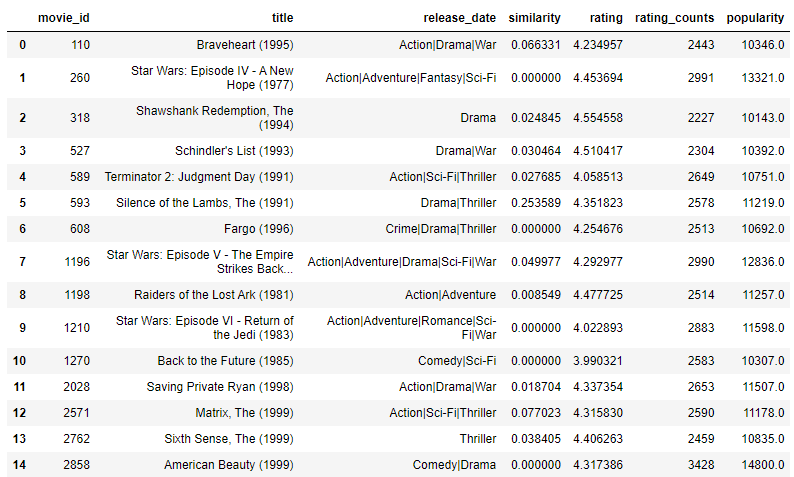 movie_id title release_date similarity rating rating_counts popularity
0 110 Braveheart (1995) Action|Drama|War 0.066331 4.234957 2443 10346.0
1 260 Star Wars: Episode IV - A New Action|Adventure|Fantasy|Sci-Fi 0.000000 4.453694 2991 13321.0
Hope (1977)
2 318 Shawshank Redemption, The Drama 0.024845 4.554558 2227 10143.0
(1994)
3 527 Schindler's List (1993) Drama|War 0.030464 4.510417 2304 10392.0
4 589 Terminator 2: Judgment Day (1991) Action|Sci-Fi|Thriller 0.027685 4.058513 2649 10751.0
5 593 Silence of the Lambs, The (1991) Drama|Thriller 0.253589 4.351823 2578 11219.0
6 608 Fargo (1996) Crime|Drama|Thriller 0.000000 4.254676 2513 10692.0
7 1196 Star Wars: Episode V - The Empire Action|Adventure|Drama|Sci-Fi|War 0.049977 4.292977 2990 12836.0
Strikes Back...
8 1198 Raiders of the Lost Ark (1981) Action|Adventure 0.008549 4.477725 2514 11257.0
9 1210 Star Wars: Episode VI - Return of Action|Adventure|Romance|Sci- 0.000000 4.022893 2883 11598.0
the Jedi (1983) Fi|War
10 1270 Back to the Future (1985) Comedy|Sci-Fi 0.000000 3.990321 2583 10307.0
11 2028 Saving Private Ryan (1998) Action|Drama|War 0.018704 4.337354 2653 11507.0
12 2571 Matrix, The (1999) Action|Sci-Fi|Thriller 0.077023 4.315830 2590 11178.0
13 2762 Sixth Sense, The (1999) Thriller 0.038405 4.406263 2459 10835.0
14 2858 American Beauty (1999) Comedy|Drama 0.000000 4.317386 3428 14800.0